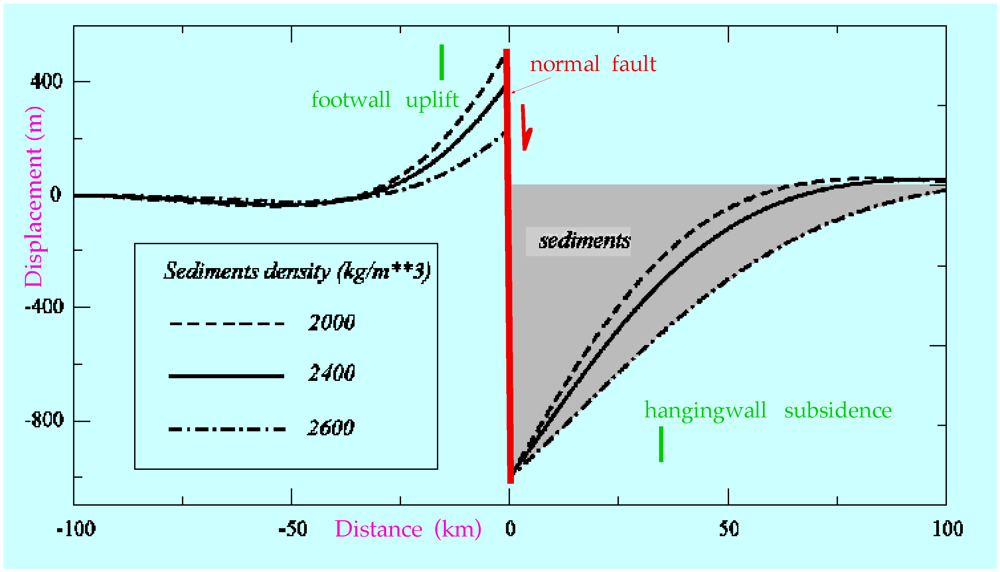 normal fault
400
footwall uplift
Displacement (m)
0
sediments
Sediments density (kg/m**3)
-400
2000
2400
hangingwall subsidence
-800
2600
-100
-50
Distance (km)
0
50
100